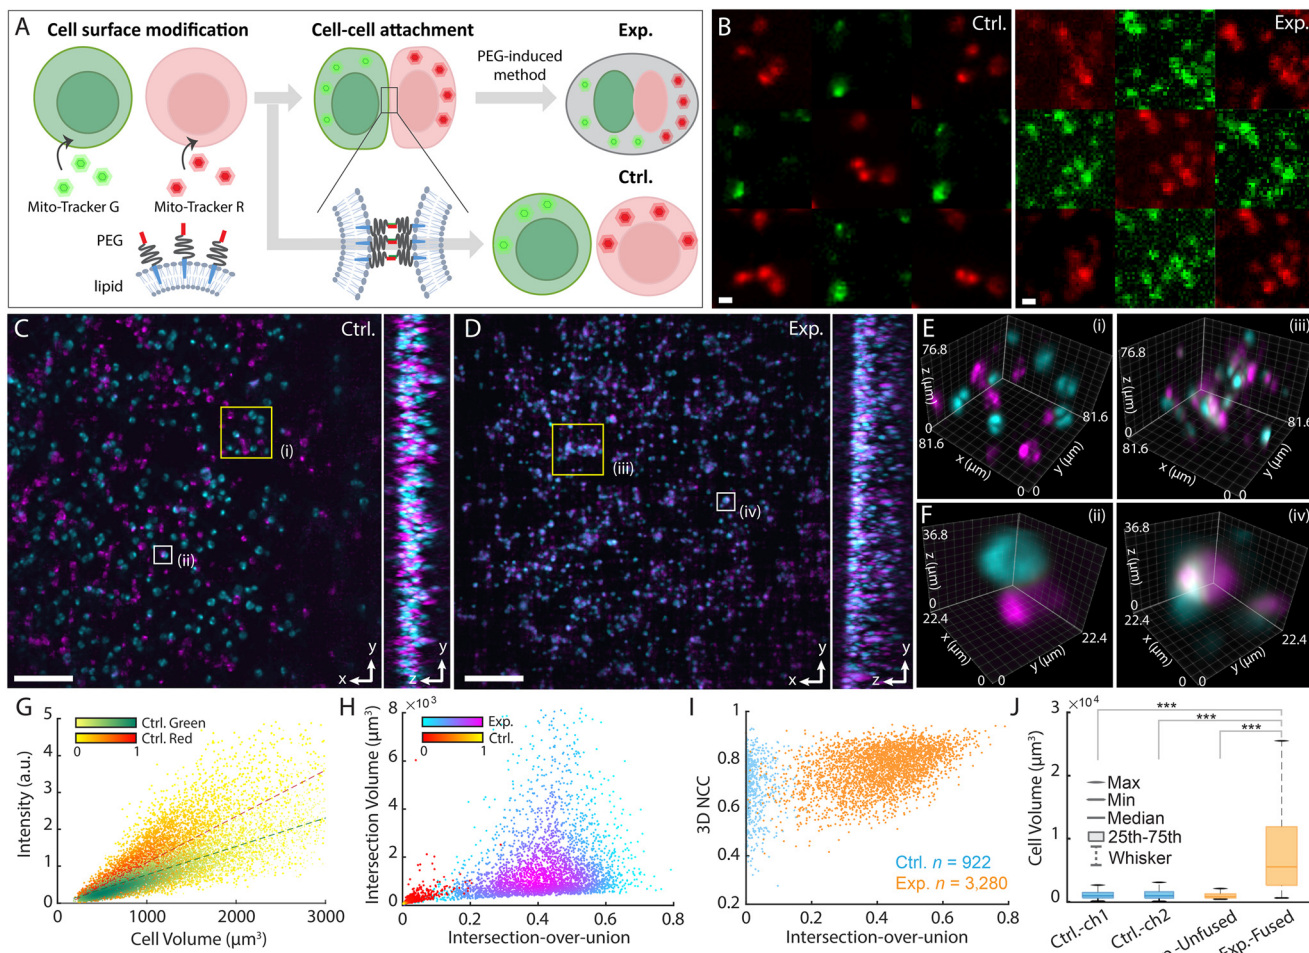 A
Cell surface modification
Cell-cell attachment
Exp.
PEG-induced
method
Mito-Tracker G
Mito-Tracker R
PEG
lipid
Ctrl.
B
Ctrl.
Exp.
C
Ctrl.
(i)
(ii)
y
x
y
z
D
Exp.
(iii)
(iv)
y
x
y
z
E
(i)
76.8
z (μm)
0
81.6
x (μm)
0
0
y (μm)
81.6
(iii)
76.8
z (μm)
0
81.6
x (μm)
0
0
y (μm)
81.6
F
(ii)
36.8
z (μm)
0
22.4
x (μm)
0
0
y (μm)
22.4
(iv)
36.8
z (μm)
0
22.4
x (μm)
0
0
y (μm)
22.4
G
5
4
3
2
1
0
Intensity (a.u.)
Ctrl. Green
Ctrl. Red
0 1
0 1000 2000 3000
Cell Volume (μm³)
H
×10³
8
6
4
2
0
Intersection Volume (μm³)
Exp.
Ctrl.
0 1
0 0.2 0.4 0.6 0.8
Intersection-over-union
I
1
0.8
0.6
0.4
0.2
3D NCC
Ctrl. n = 922
Exp. n = 3,280
0 0.2 0.4 0.6 0.8
Intersection-over-union
J
×10⁴
3
2
1
0
Cell Volume (μm³)
***
***
***
Max
Min
Median
25th-75th
Whisker
Ctrl.-ch1
Ctrl.-ch2
-Unfused
Exp.-Fused